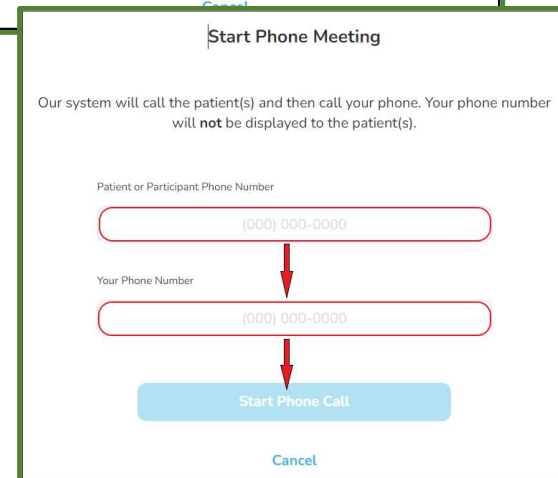 Cancel
Start Phone Meeting
Our system will call the patient(s) and then call your phone. Your phone number
will not be displayed to the patient(s).
Patient or Participant Phone Number
(000) 000-0000
Your Phone Number
(000) 000-0000
Start Phone Call
Cancel